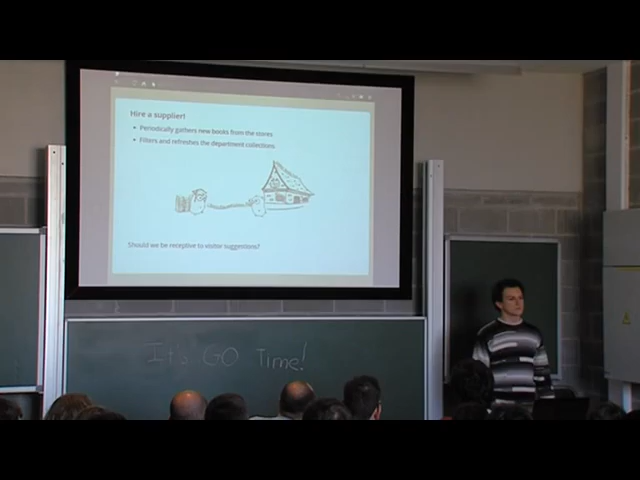 Hire a supplier!
• Periodically gathers new books from the stores
• Filters and refreshes the department collections
Should we be receptive to visitor suggestions?
It's GO Time!